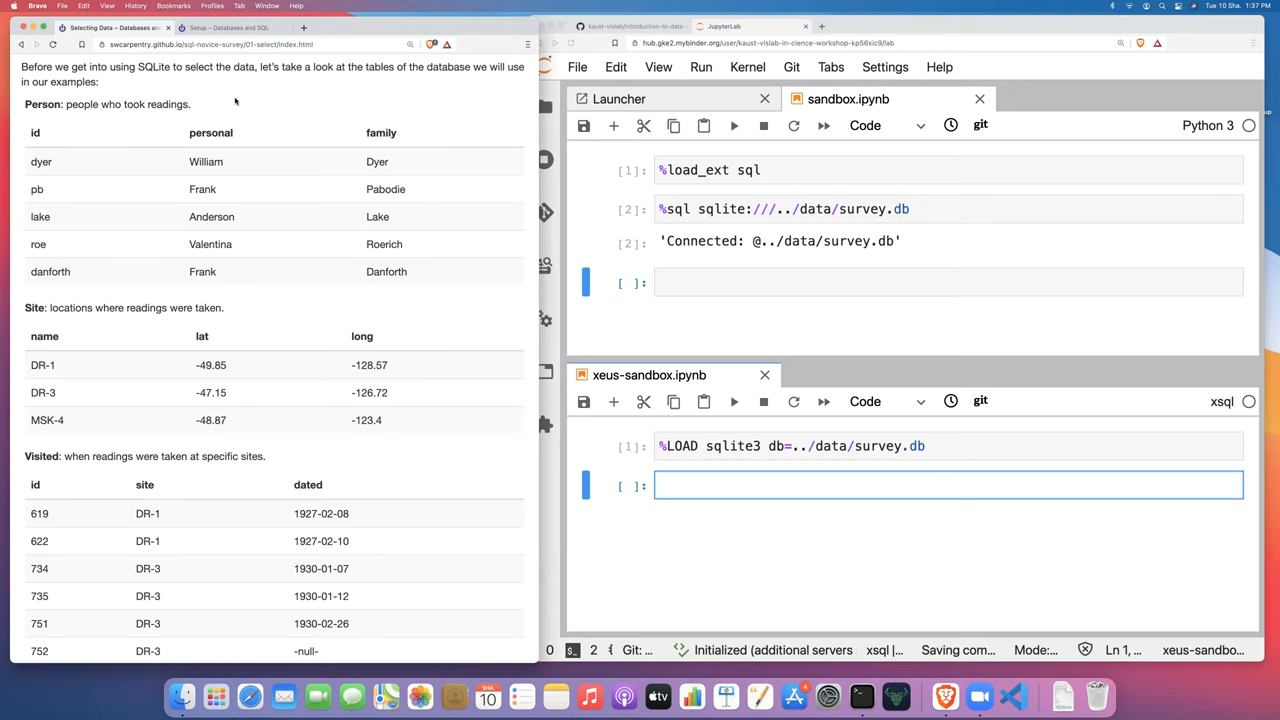 Brave File Edit View History Bookmarks Profiles Tab Window Help
Tue 10 Sha. 1:37 PM
Selecting Data – Databases an
Setup – Databases and SQL
swcarpentry.github.io/sql-novice-survey/01-select/index.html
Before we get into using SQLite to select the data, let's take a look at the tables of the database we will use
in our examples:
Person: people who took readings.
id personal family
dyer William Dyer
pb Frank Pabodie
lake Anderson Lake
roe Valentina Roerich
danforth Frank Danforth
Site: locations where readings were taken.
name lat long
DR-1 -49.85 -128.57
DR-3 -47.15 -126.72
MSK-4 -48.87 -123.4
Visited: when readings were taken at specific sites.
id site dated
619 DR-1 1927-02-08
622 DR-1 1927-02-10
734 DR-3 1930-01-07
735 DR-3 1930-01-12
751 DR-3 1930-02-26
752 DR-3 -null-
kaust-vislab/introduction-to-data-
JupyterLab
hub.gke2.mybinder.org/user/kaust-vislab-in-cience-workshop-kp56xic9/lab
File Edit View Run Kernel Git Tabs Settings Help
Launcher
sandbox.ipynb
Code
git
Python 3
[1]: %load_ext sql
[2]: %sql sqlite:///../data/survey.db
[2]: 'Connected: @../data/survey.db'
[ ]:
xeus-sandbox.ipynb
Code
git
xsql
[1]: %LOAD sqlite3 db=../data/survey.db
[ ]:
0 2 Git: ... Initialized (additional servers xsql |... Saving com... Mode:... Ln 1, ... xeus-sandbo...
SHA
10
4
tv